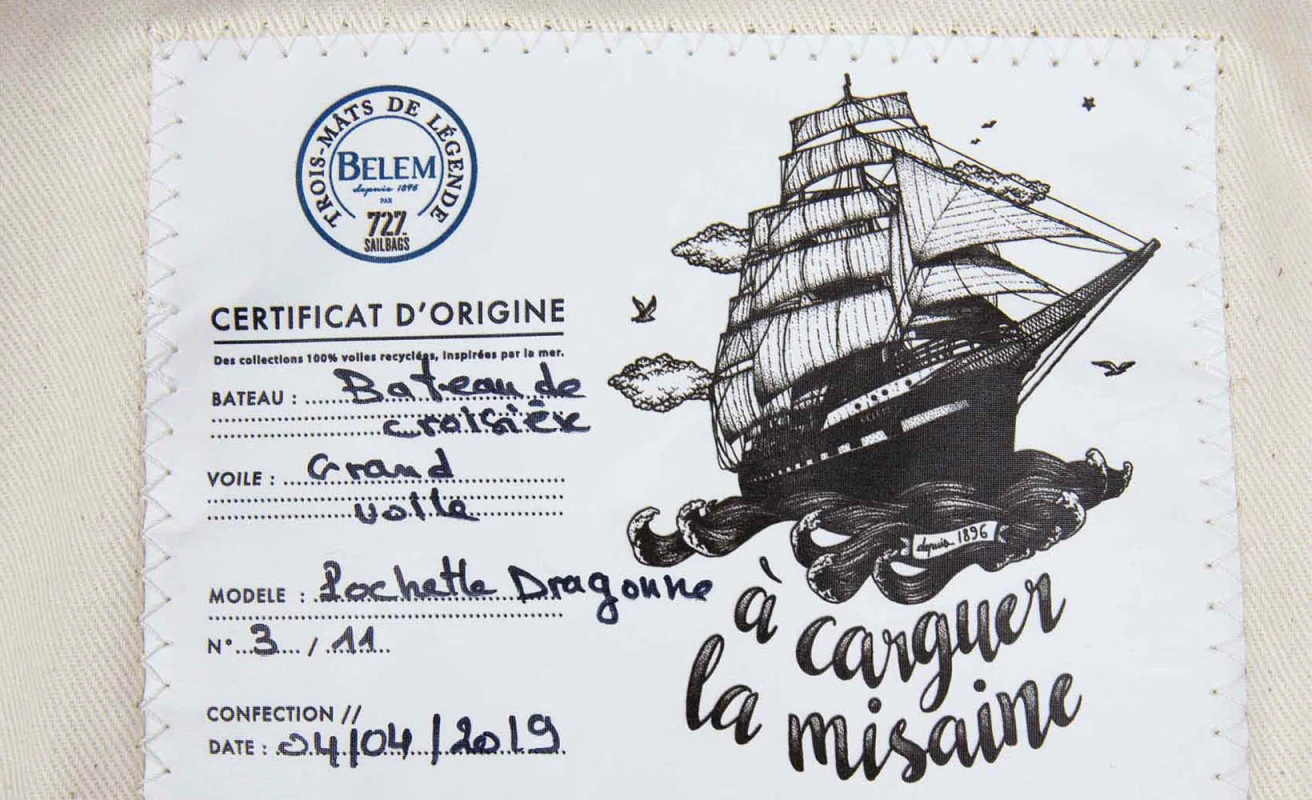 TROIS-MÂTS DE LÉGENDE
BELEM
depuis 1896
PAR
727
SAILBAGS
CERTIFICAT D'ORIGINE
Des collections 100% voiles recyclées, inspirées par la mer.
BATEAU : Bateau de
croisière
VOILE : Grand
voile
MODELE : Pochette Dragonne
N° 3 / 11
CONFECTION //
DATE : 04/04/2019
depuis 1896
à carguer
la misaine